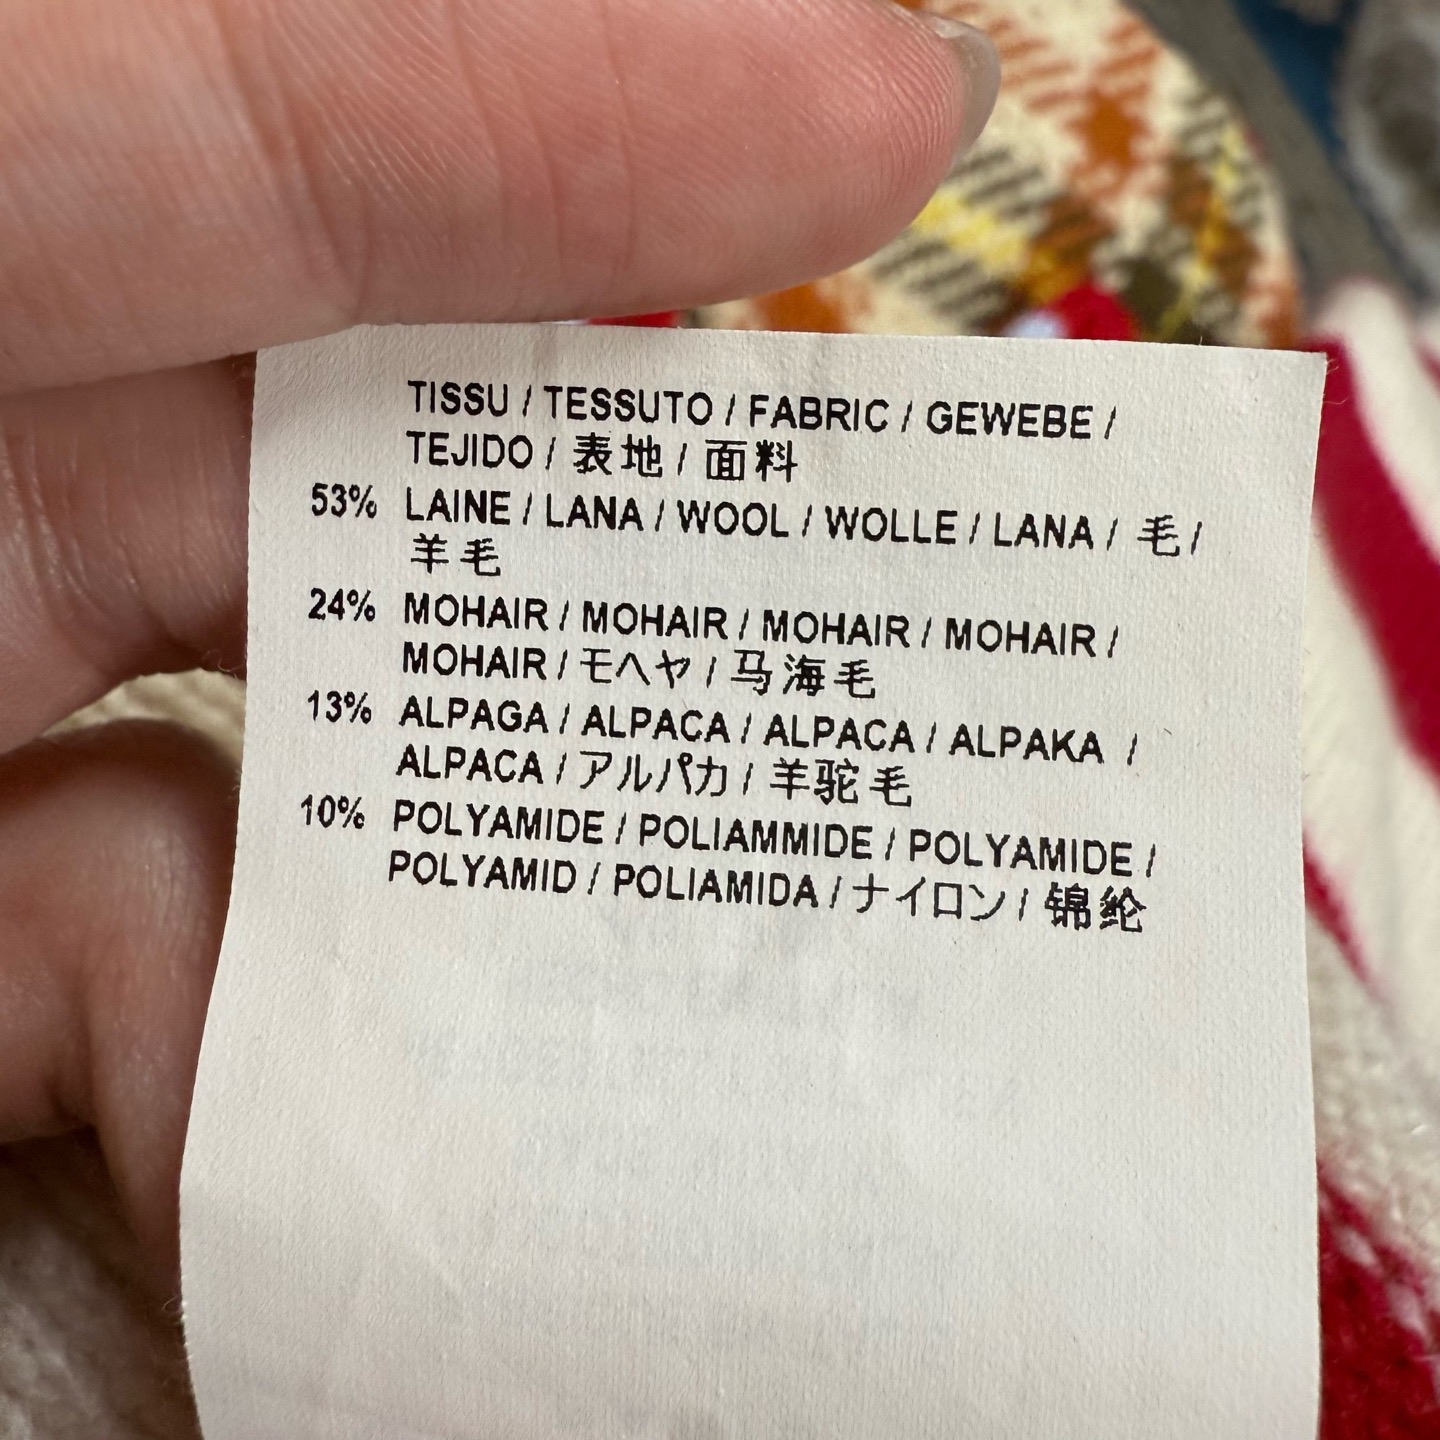 TISSU / TESSUTO / FABRIC / GEWEBE /
TEJIDO / 表地 / 面料
53% LAINE / LANA / WOOL / WOLLE / LANA / 毛 /
羊毛
24% MOHAIR / MOHAIR / MOHAIR / MOHAIR /
MOHAIR / モヘヤ / 马海毛
13% ALPAGA / ALPACA / ALPACA / ALPAKA /
ALPACA / アルパカ / 羊驼毛
10% POLYAMIDE / POLIAMMIDE / POLYAMIDE /
POLYAMID / POLIAMIDA / ナイロン / 锦纶